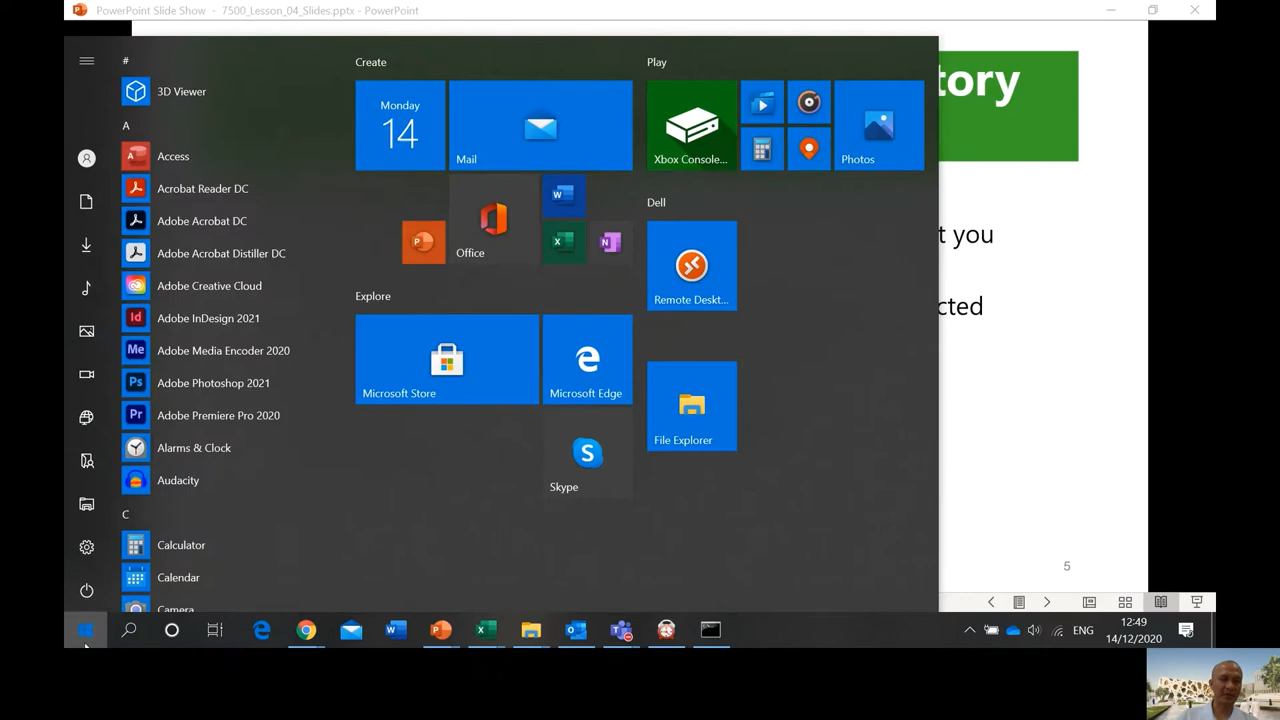 PowerPoint Slide Show - 7500_Lesson_04_Slides.pptx - PowerPoint
tory
t you
cted
5
#
3D Viewer
A
Access
Acrobat Reader DC
Adobe Acrobat DC
Adobe Acrobat Distiller DC
Adobe Creative Cloud
Adobe InDesign 2021
Adobe Media Encoder 2020
Adobe Photoshop 2021
Adobe Premiere Pro 2020
Alarms & Clock
Audacity
C
Calculator
Calendar
Camera
Create
Monday
14
Mail
Office
Explore
Microsoft Store
Microsoft Edge
Skype
Play
Xbox Console...
Photos
Dell
Remote Deskt...
File Explorer
ENG
12:49
14/12/2020